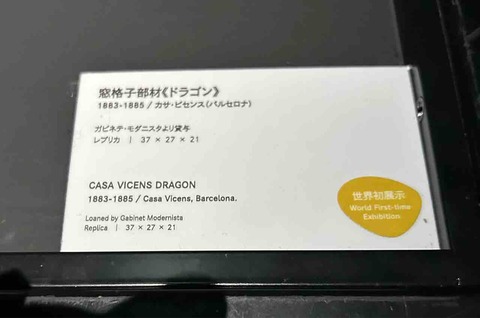 窓格子部材《ドラゴン》
1883-1885 / カサ・ビセンス(バルセロナ)
ガビネテ・モダニスタより貸与
レプリカ | 37 × 27 × 21
CASA VICENS DRAGON
1883-1885 / Casa Vicens, Barcelona.
Loaned by Gabinet Modernista
Replica | 37 × 27 × 21
世界初展示
World First-time
Exhibition